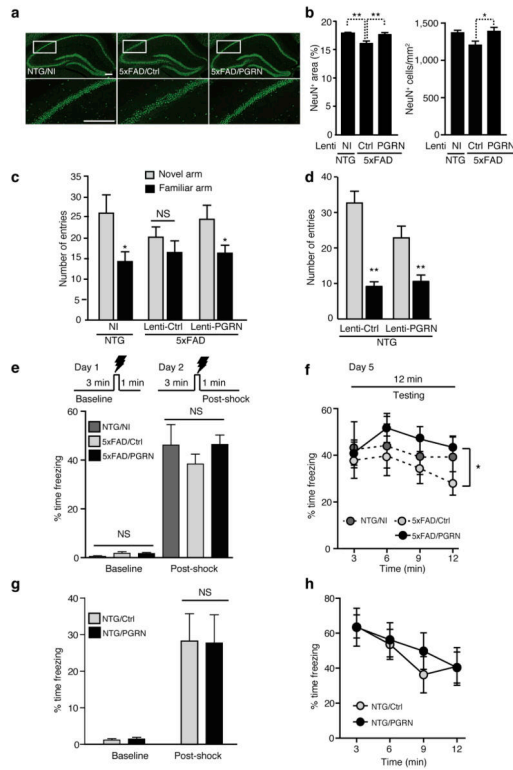 a
NTG/NI
5xFAD/Ctrl
5xFAD/PGRN
b
** **
NeuN+ area (%)
20
15
10
5
0
Lenti NI Ctrl PGRN
NTG 5xFAD
*
NeuN+ cells/mm2
1,500
1,000
500
0
NI Ctrl PGRN
NTG 5xFAD
c
Novel arm
Familiar arm
Number of entries
35
30
25
20
15
10
5
0
*
NS
*
NI Lenti-Ctrl Lenti-PGRN
NTG 5xFAD
d
Number of entries
40
30
20
10
0
**
**
Lenti-Ctrl Lenti-PGRN
NTG
e
Day 1 Day 2
3 min 1 min 3 min 1 min
Baseline Post-shock
% time freezing
60
40
20
0
NTG/NI
5xFAD/Ctrl
5xFAD/PGRN
NS
NS
Baseline Post-shock
f
Day 5
12 min
Testing
% time freezing
60
40
20
0
*
NTG/NI 5xFAD/Ctrl
5xFAD/PGRN
3 6 9 12
Time (min)
g
% time freezing
40
30
20
10
0
NTG/Ctrl
NTG/PGRN
NS
Baseline Post-shock
h
% time freezing
80
60
40
20
0
NTG/Ctrl
NTG/PGRN
3 6 9 12
Time (min)